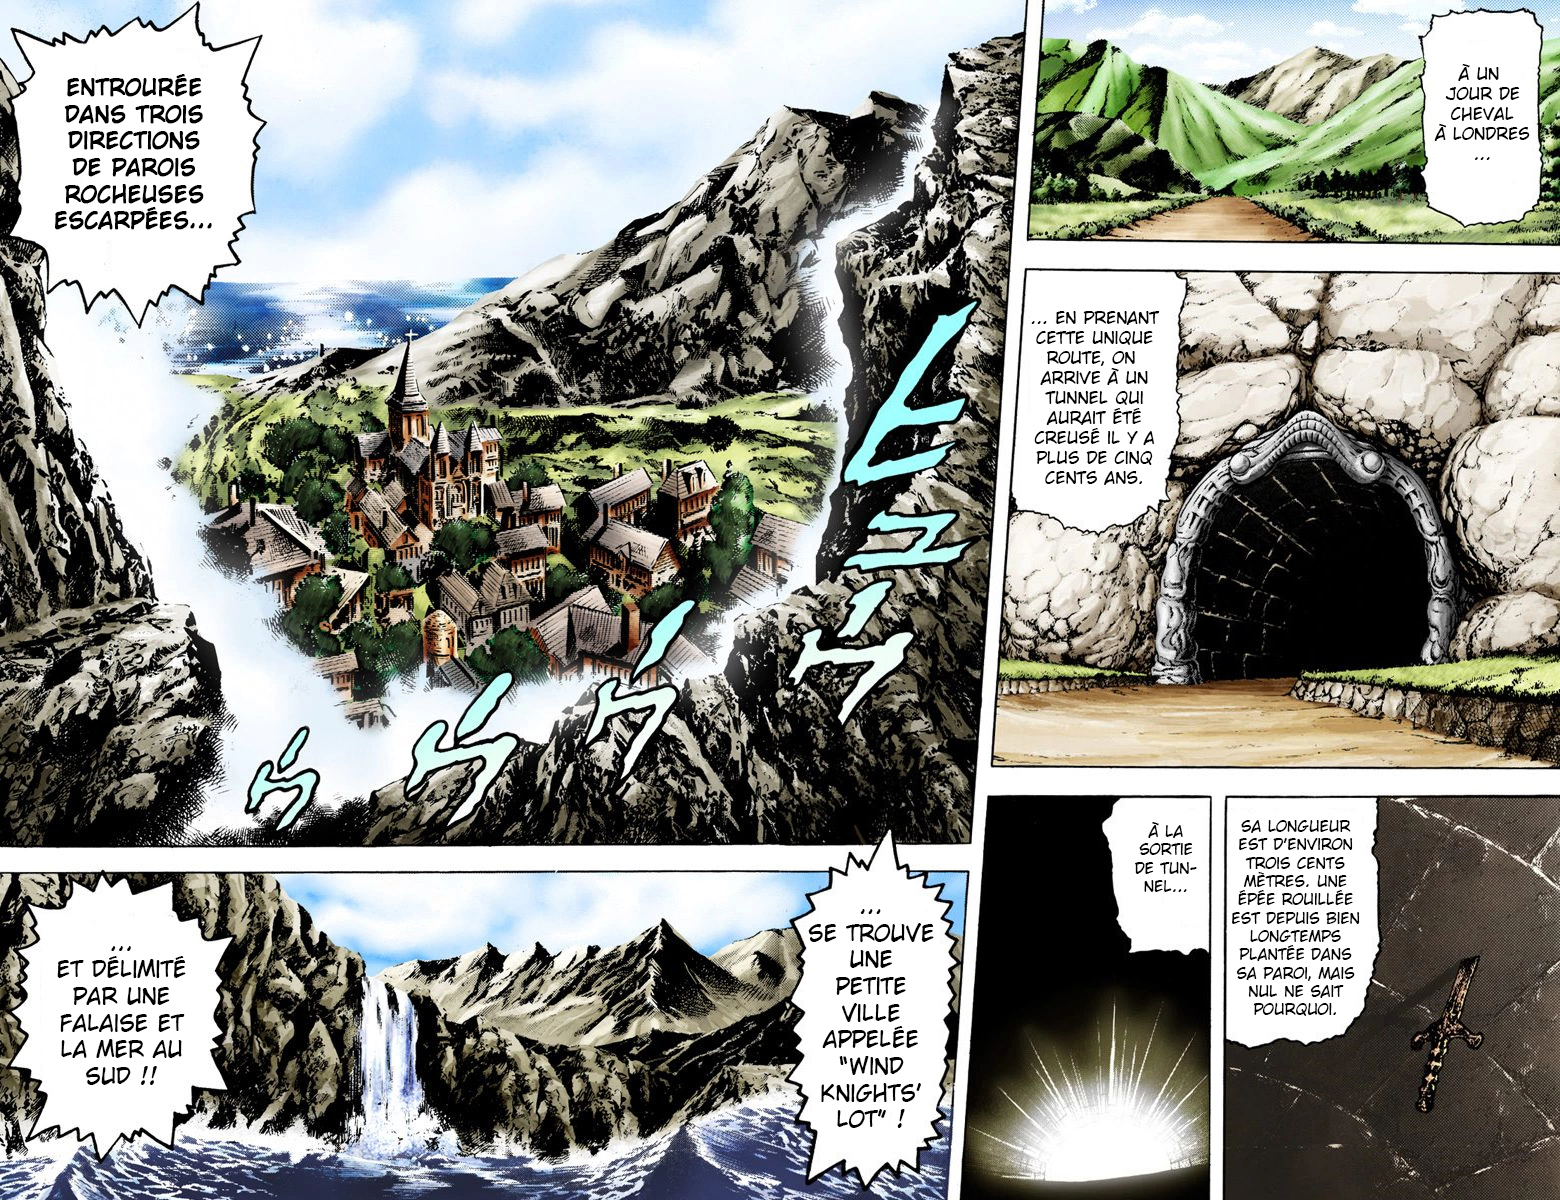 À UN
JOUR DE
CHEVAL
À LONDRES
...
... EN PRENANT
CETTE UNIQUE
ROUTE, ON
ARRIVE À UN
TUNNEL QUI
AURAIT ÉTÉ
CREUSÉ IL Y A
PLUS DE CINQ
CENTS ANS.
SA LONGUEUR
EST D'ENVIRON
TROIS CENTS
MÈTRES. UNE
ÉPÉE ROUILLÉE
EST DEPUIS BIEN
LONGTEMPS
PLANTÉE DANS
SA PAROI, MAIS
NUL NE SAIT
POURQUOI.
À LA
SORTIE
DE TUN-
NEL...
ENTROURÉE
DANS TROIS
DIRECTIONS
DE PAROIS
ROCHEUSES
ESCARPÉES...
ヒュウウウウウ
...
SE TROUVE
UNE
PETITE
VILLE
APPELÉE
"WIND
KNIGHTS'
LOT" !
...
ET DÉLIMITÉ
PAR UNE
FALAISE ET
LA MER AU
SUD !!